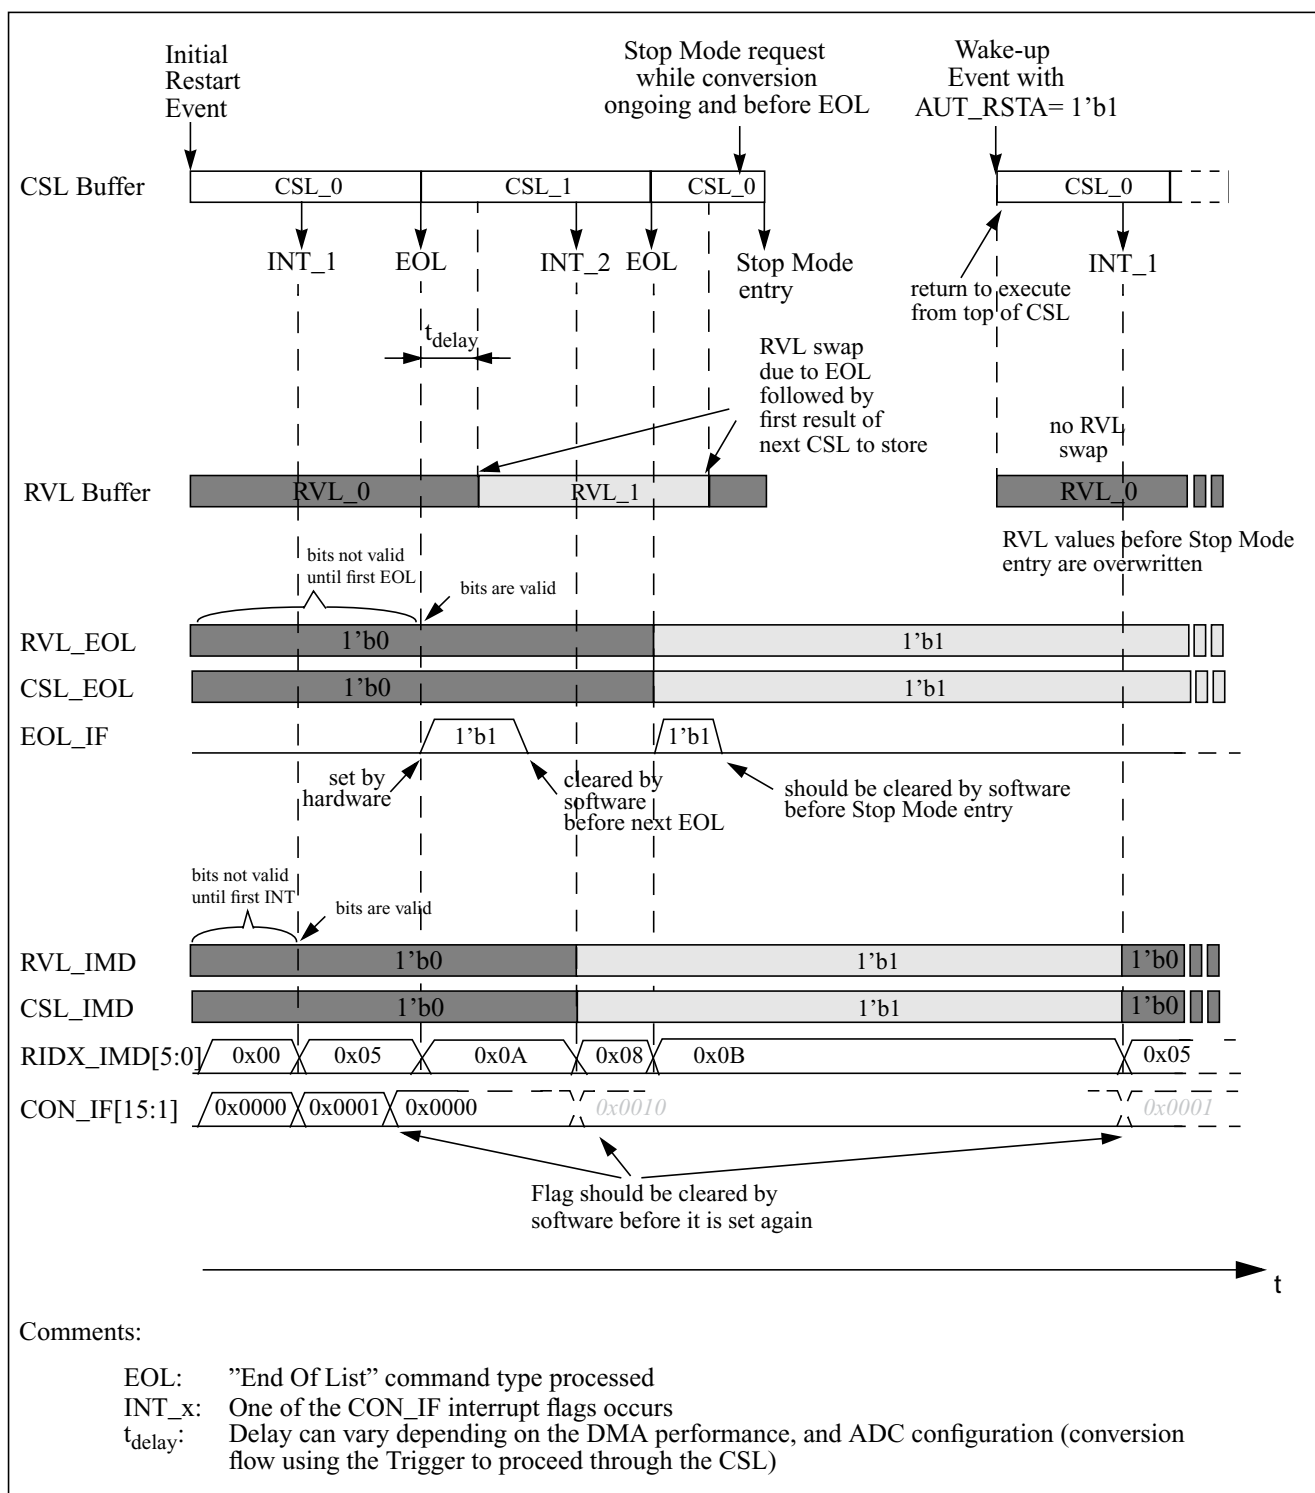 Initial
Restart
Event
Stop Mode request
while conversion
ongoing and before EOL
Wake-up
Event with
AUT_RSTA= 1’b1
CSL Buffer
CSL_0
CSL_1
CSL_0
CSL_0
INT_1
EOL
INT_2
EOL
Stop Mode
entry
INT_1
return to execute
from top of CSL
tdelay
RVL swap
due to EOL
followed by
first result of
next CSL to store
no RVL
swap
RVL Buffer
RVL_0
RVL_1
RVL_0
RVL values before Stop Mode
entry are overwritten
bits not valid
until first EOL
bits are valid
RVL_EOL
1’b0
1’b1
CSL_EOL
1’b0
1’b1
EOL_IF
1’b1
1’b1
set by
hardware
cleared by
software
before next EOL
should be cleared by software
before Stop Mode entry
bits not valid
until first INT
bits are valid
RVL_IMD
1’b0
1’b1
1’b0
CSL_IMD
1’b0
1’b1
1’b0
RIDX_IMD[5:0]
0x00
0x05
0x0A
0x08
0x0B
0x05
CON_IF[15:1]
0x0000
0x0001
0x0000
0x0010
0x0001
Flag should be cleared by
software before it is set again
t
Comments:
EOL: ”End Of List” command type processed
INT_x: One of the CON_IF interrupt flags occurs
tdelay: Delay can vary depending on the DMA performance, and ADC configuration (conversion
flow using the Trigger to proceed through the CSL)